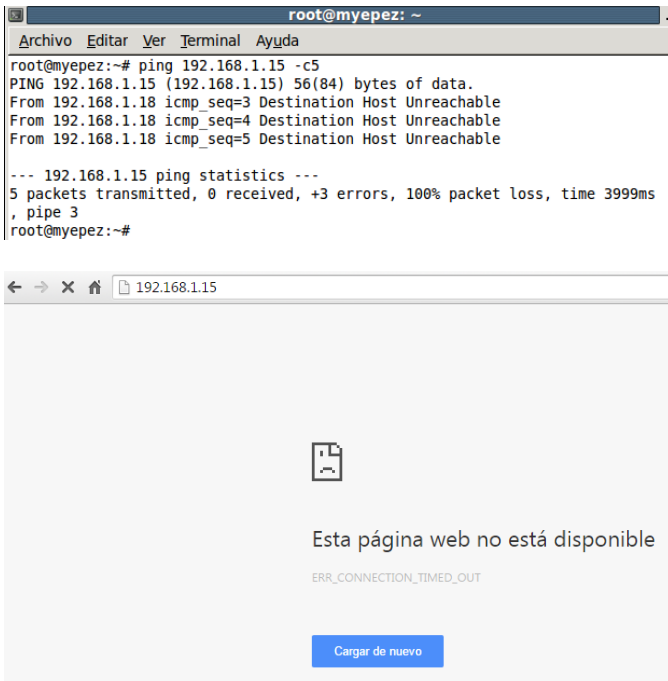 root@myepez: ~
Archivo Editar Ver Terminal Ayuda
root@myepez:~# ping 192.168.1.15 -c5
PING 192.168.1.15 (192.168.1.15) 56(84) bytes of data.
From 192.168.1.18 icmp_seq=3 Destination Host Unreachable
From 192.168.1.18 icmp_seq=4 Destination Host Unreachable
From 192.168.1.18 icmp_seq=5 Destination Host Unreachable
--- 192.168.1.15 ping statistics ---
5 packets transmitted, 0 received, +3 errors, 100% packet loss, time 3999ms
, pipe 3
root@myepez:~#
192.168.1.15
Esta página web no está disponible
ERR_CONNECTION_TIMED_OUT
Cargar de nuevo